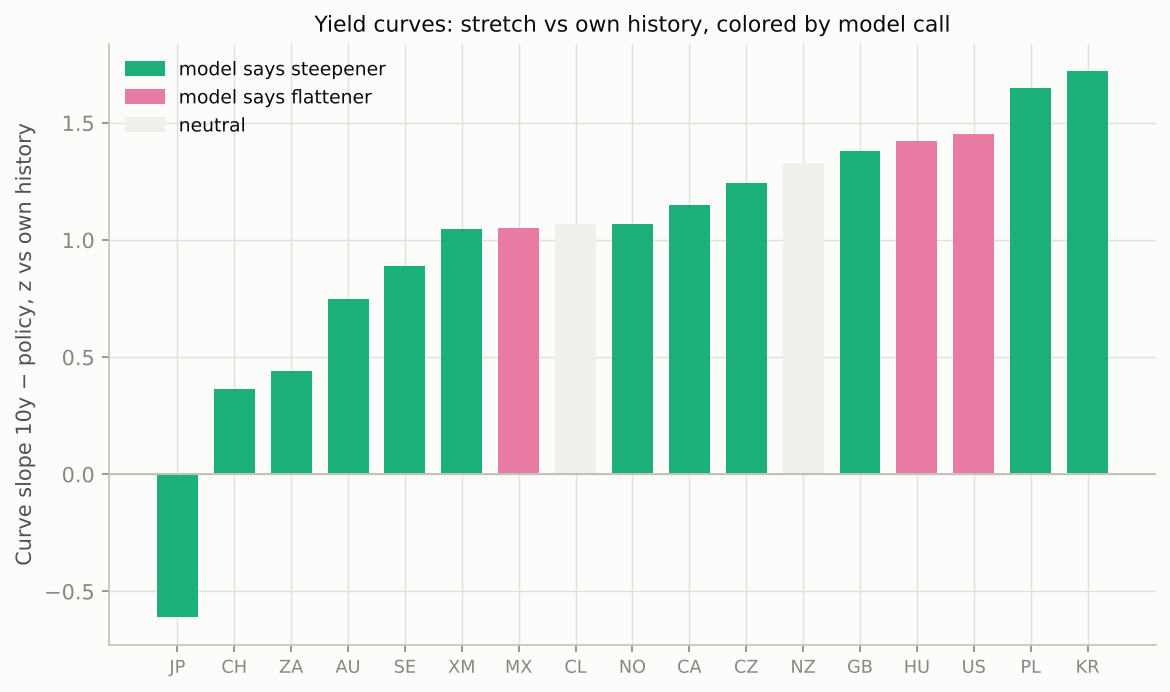 Yield curves: stretch vs own history, colored by model call
model says steepener
model says flattener
neutral
Curve slope 10y − policy, z vs own history
1.5
1.0
0.5
0.0
−0.5
JP CH ZA AU SE XM MX CL NO CA CZ NZ GB HU US PL KR